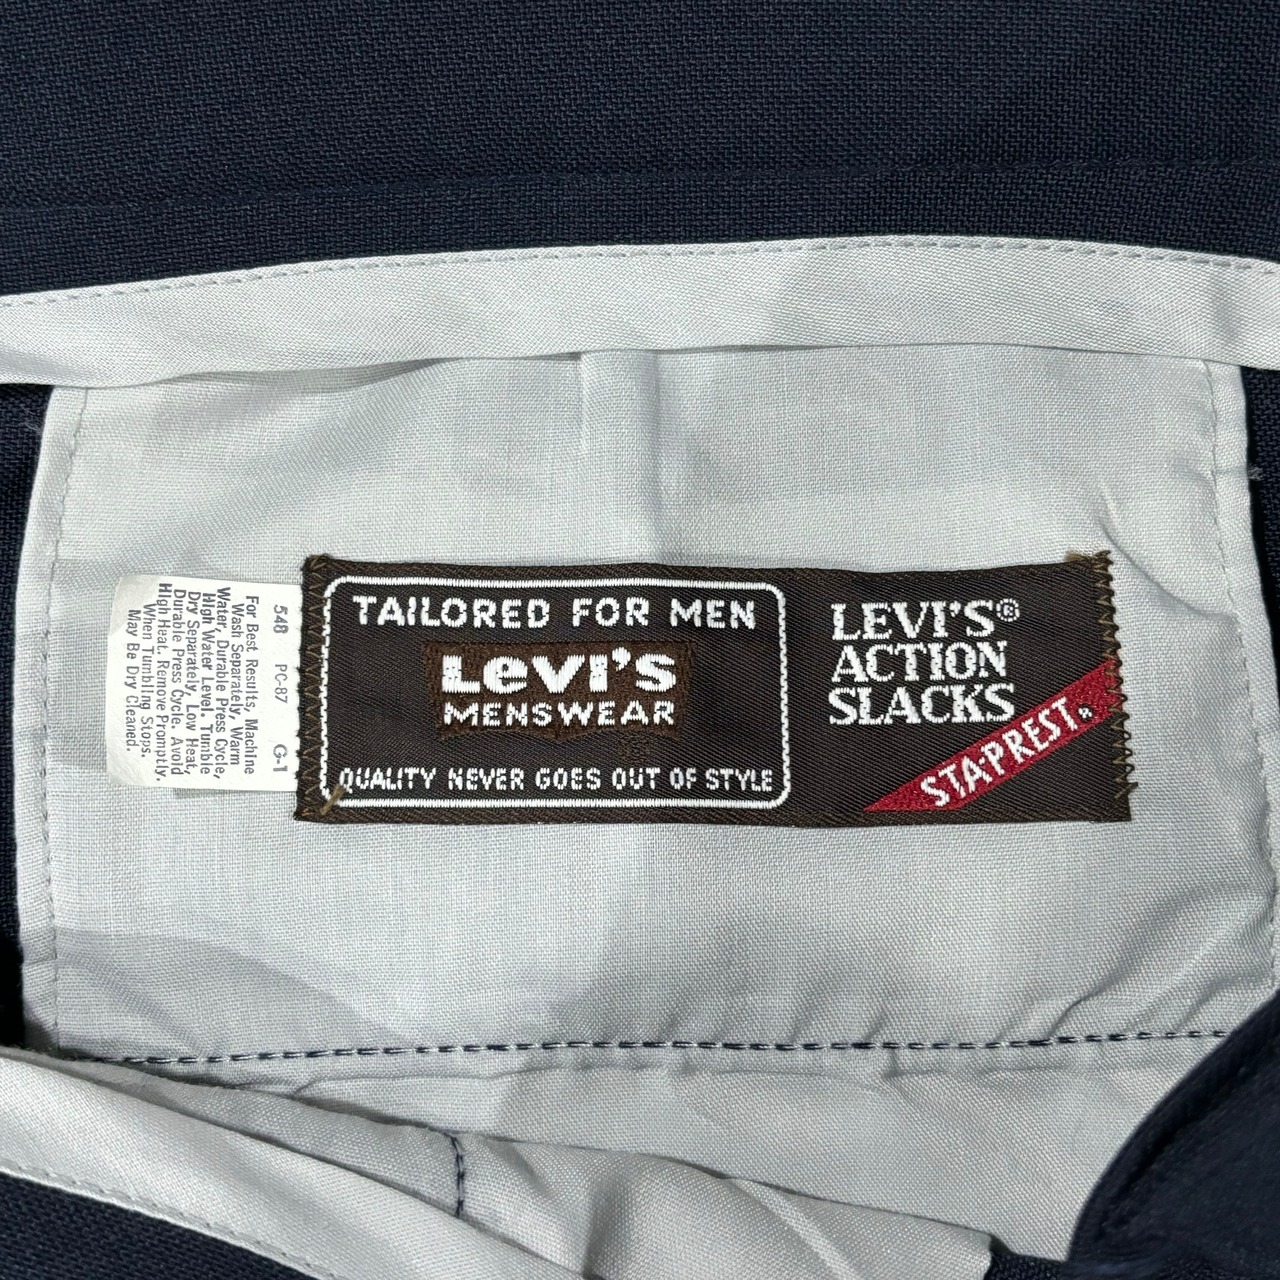 TAILORED FOR MEN
LeVI'S
MENSWEAR
QUALITY NEVER GOES OUT OF STYLE
LEVI'S®
ACTION
SLACKS
STA-PREST®
548 PC-87 G-1
For Best Results, Machine
Wash Separately, Warm
Water, Durable Press Cycle,
High Water Level. Tumble
Dry Separately, Low Heat,
Durable Press Cycle. Avoid
High Heat. Remove Promptly.
When Tumbling Stops.
May Be Dry Cleaned.